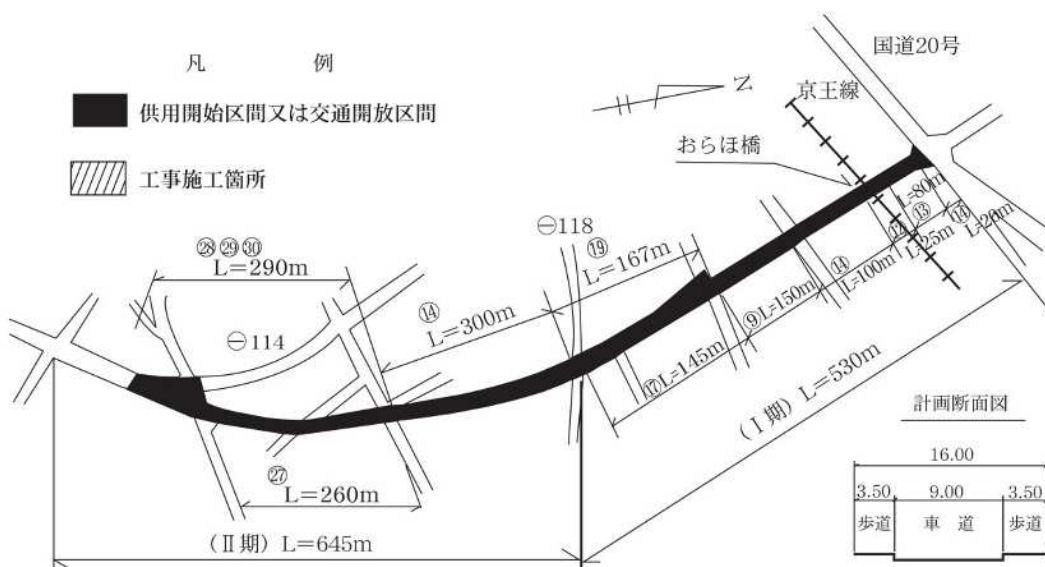 凡　例
供用開始区間又は交通開放区間
工事施工箇所
N
国道20号
京王線
おらほ橋
㉘㉙㉚
L=290m
⊖114
⑭
L=300m
⊖118
⑲
L=167m
L=80m
⑫
⑬
⑭
L=25m
L=20m
⑭
L=100m
⑨L=150m
⑰L=145m
(Ⅰ期) L=530m
㉗
L=260m
(Ⅱ期) L=645m
計画断面図
16.00
3.50 9.00 3.50
歩道 車道 歩道